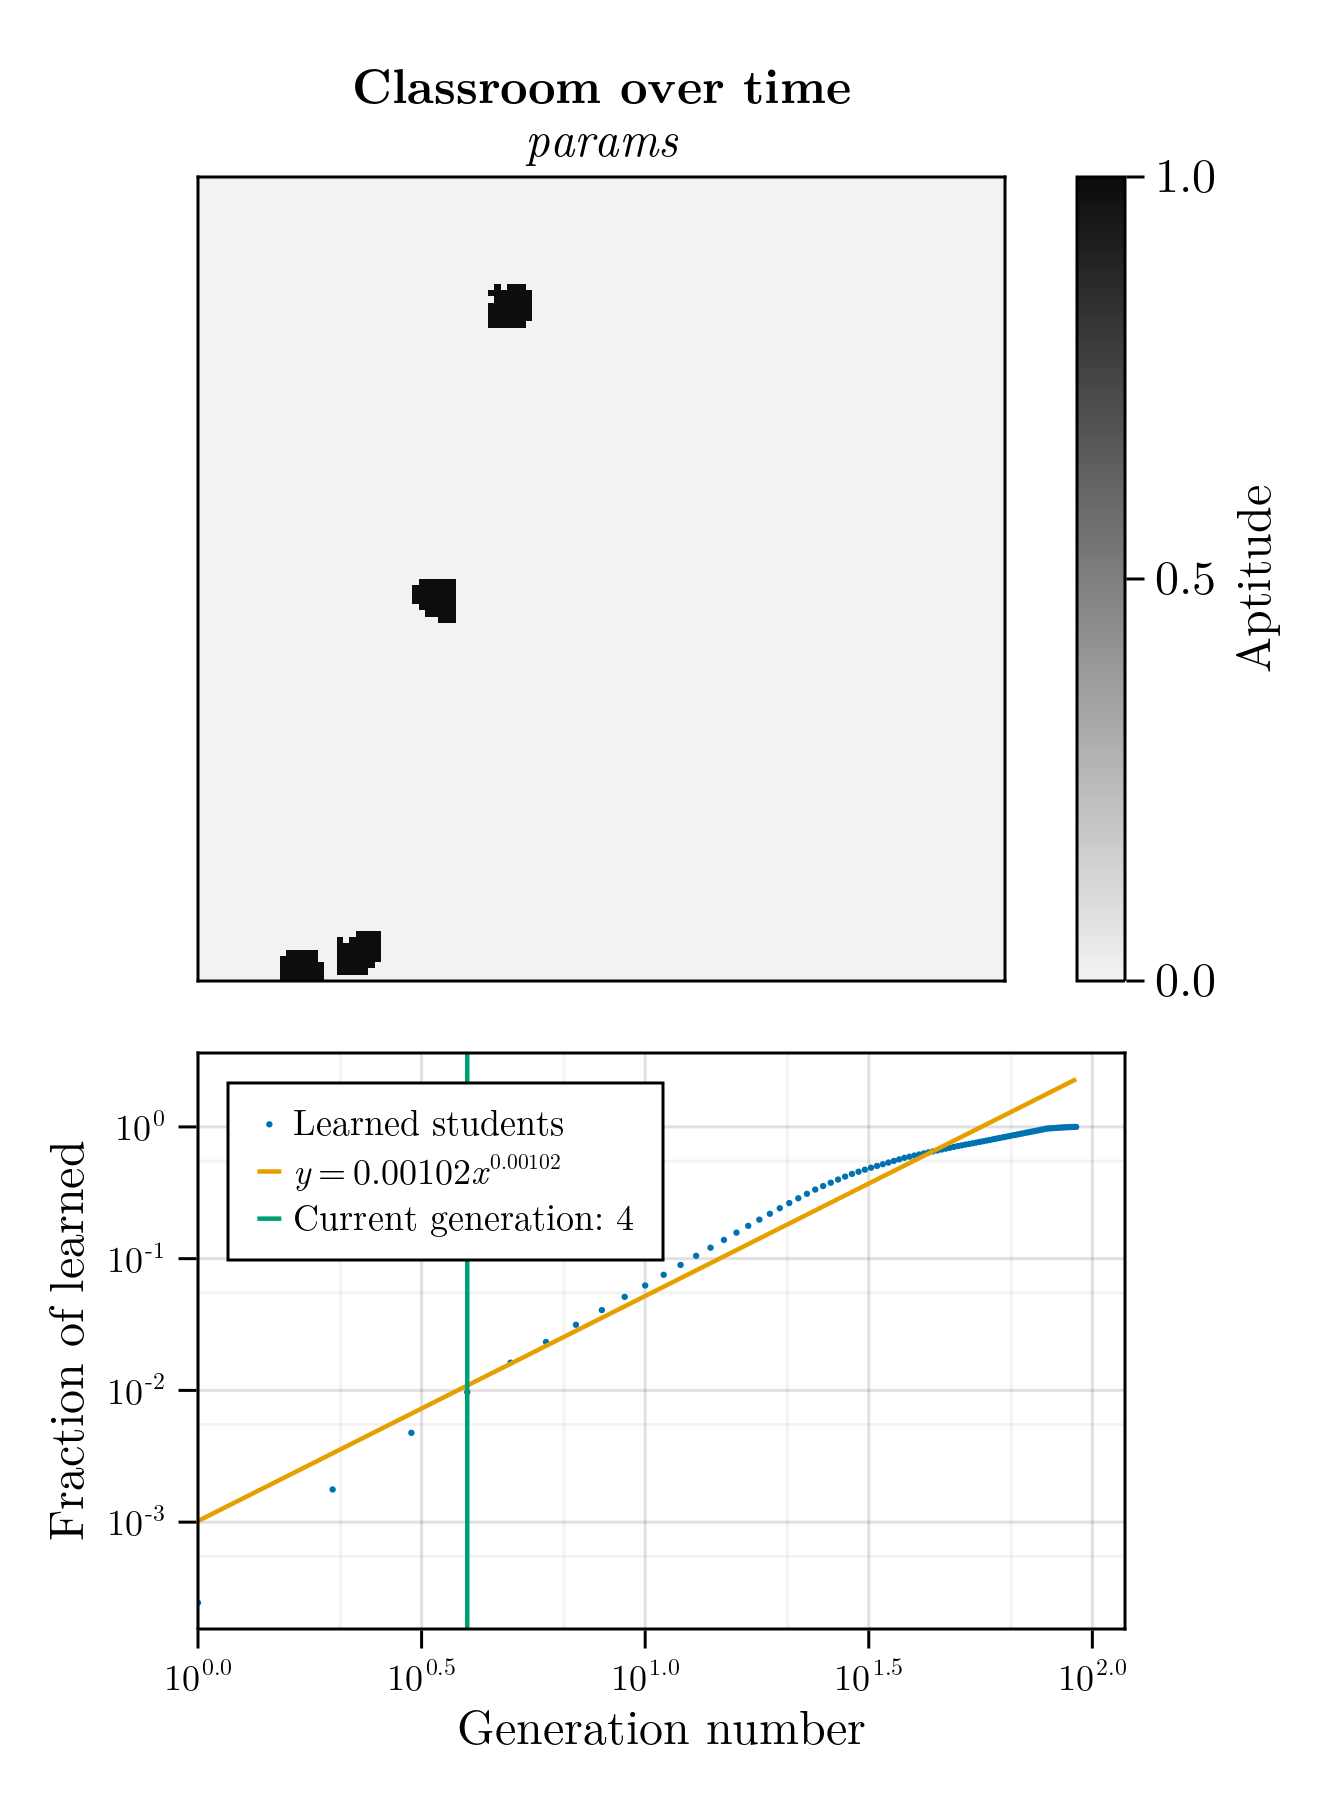 Classroom over time
params
1.0
0.5
0.0
Aptitude
Learned students
y = 0.00102x^0.00102
Current generation: 4
10^0
10^-1
10^-2
10^-3
Fraction of learned
10^0.0 10^0.5 10^1.0 10^1.5 10^2.0
Generation number